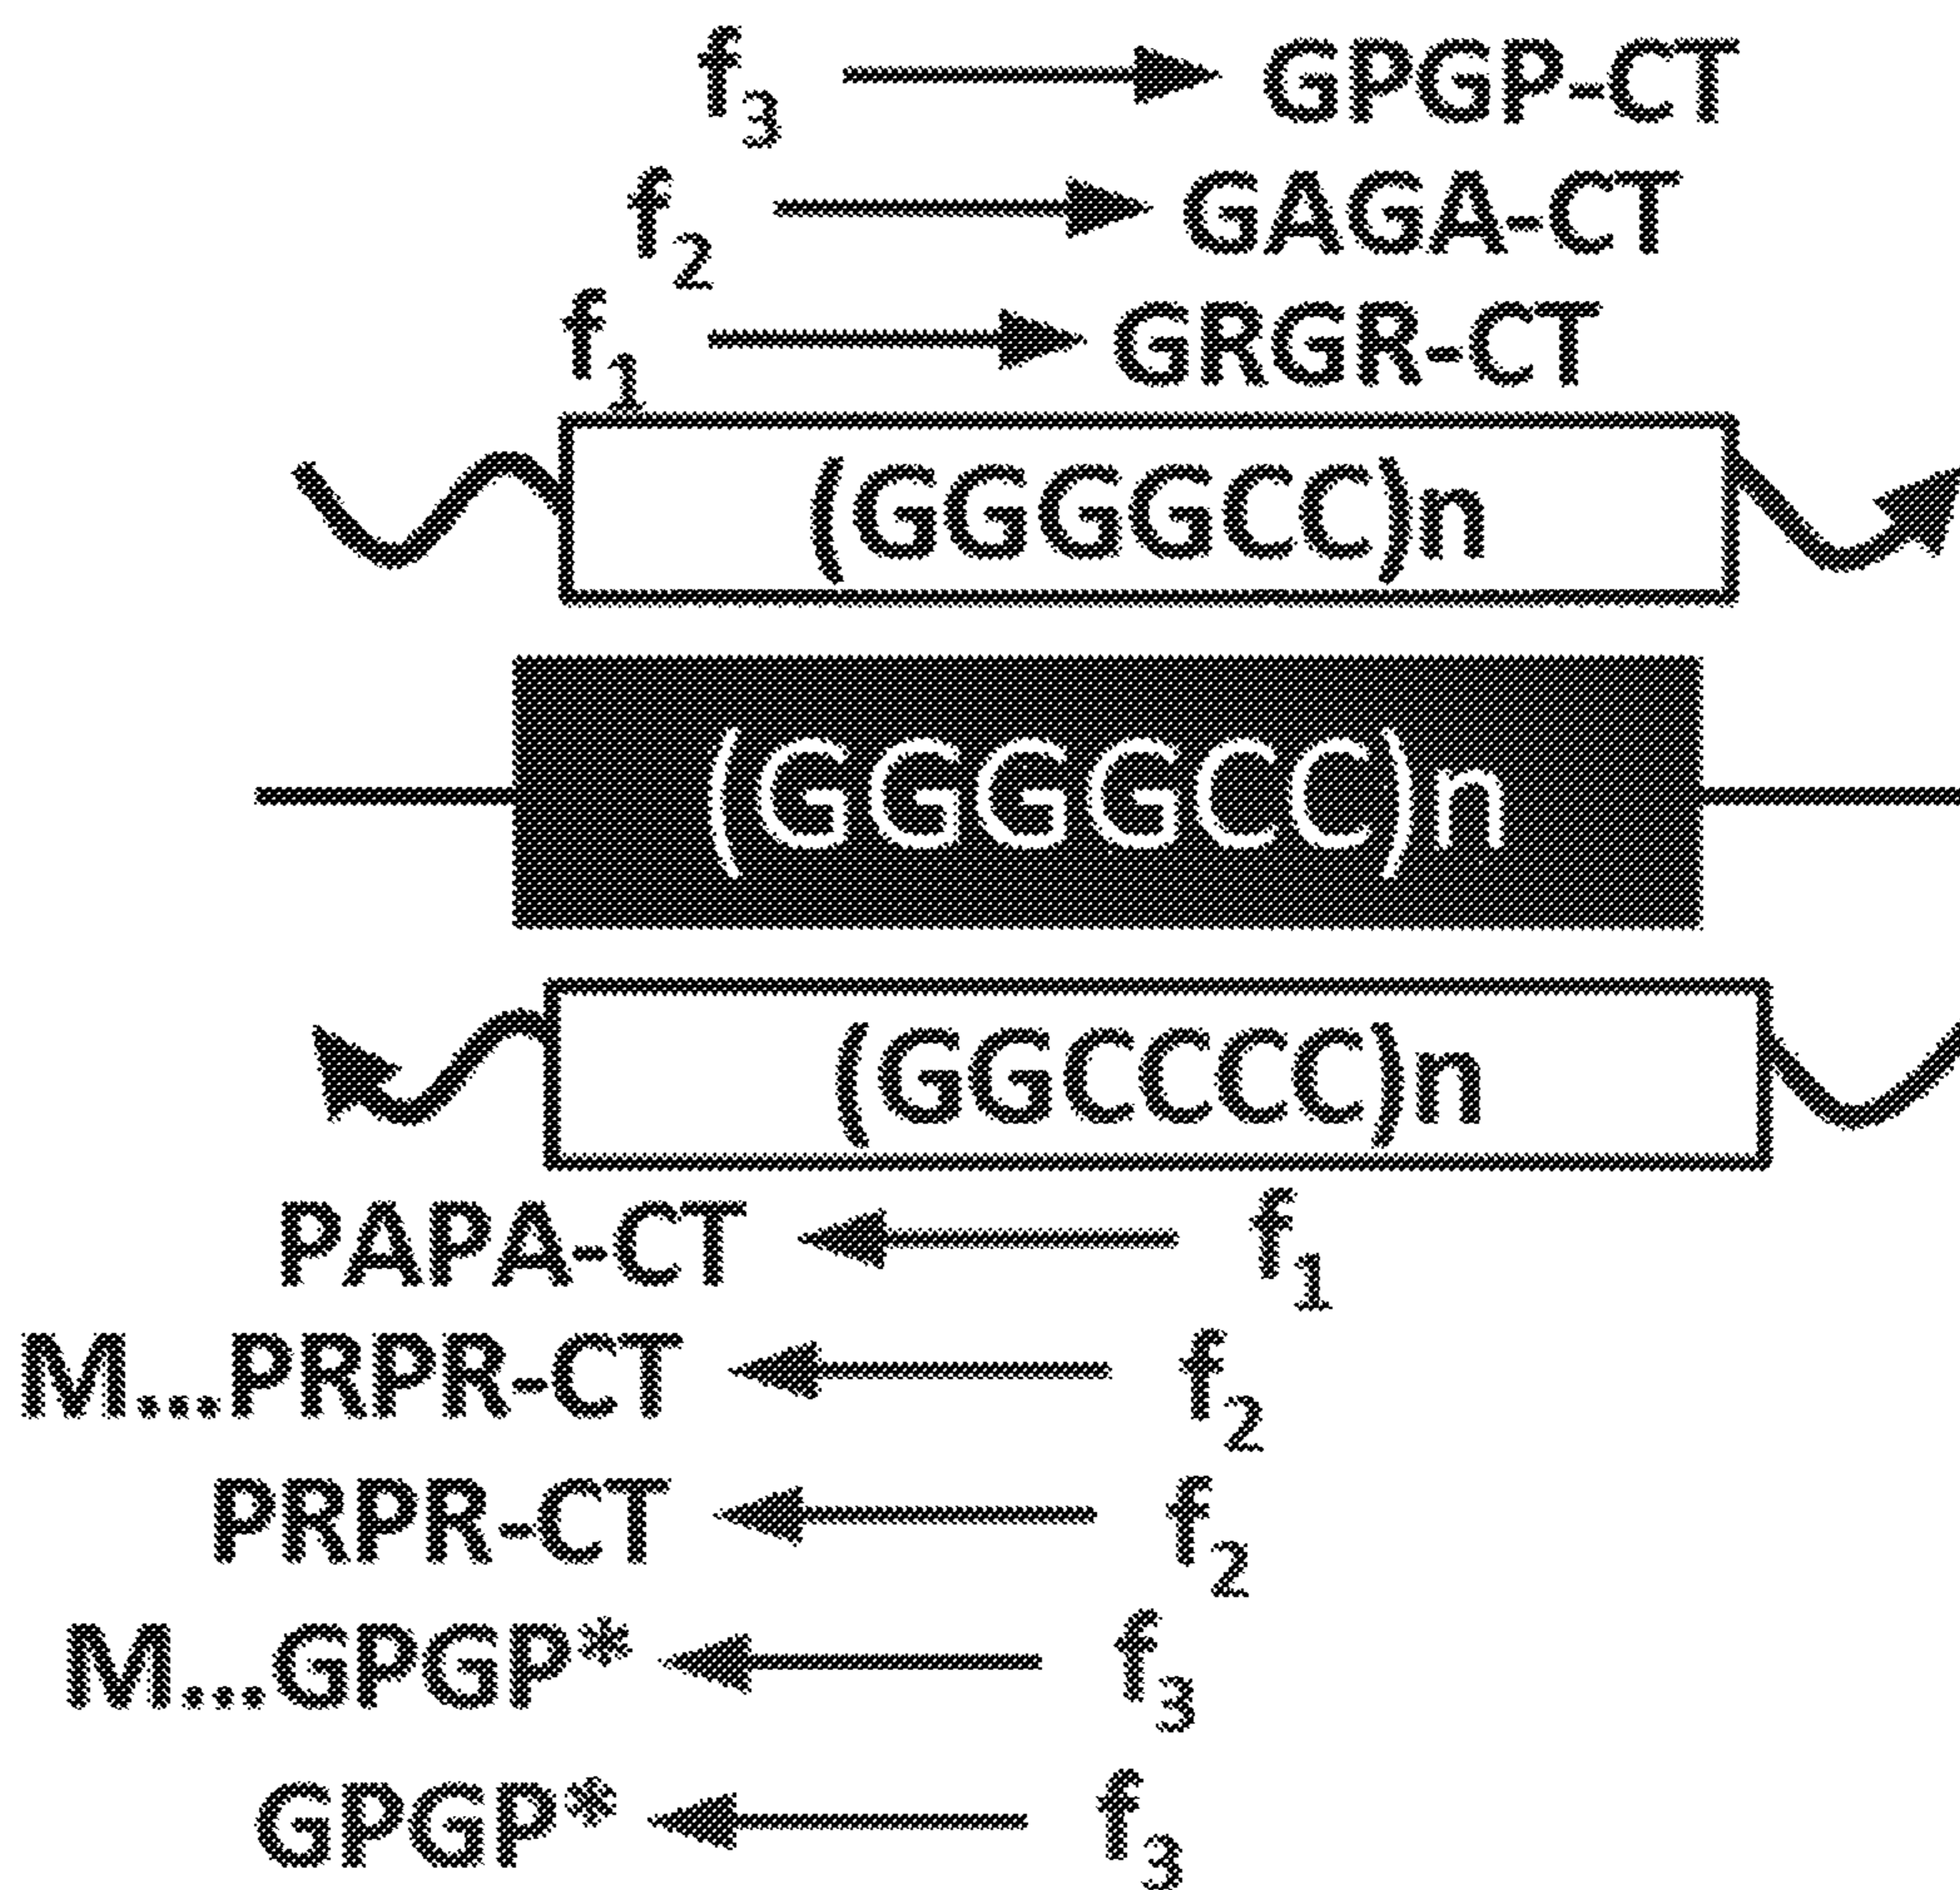 f3 GPGP-CT
f2 GAGA-CT
f1 GRGR-CT
(GGGGCC)n
(GGGGCC)n
(GGCCCC)n
PAPA-CT f1
M...PRPR-CT f2
PRPR-CT f2
M...GPGP* f3
GPGP* f3